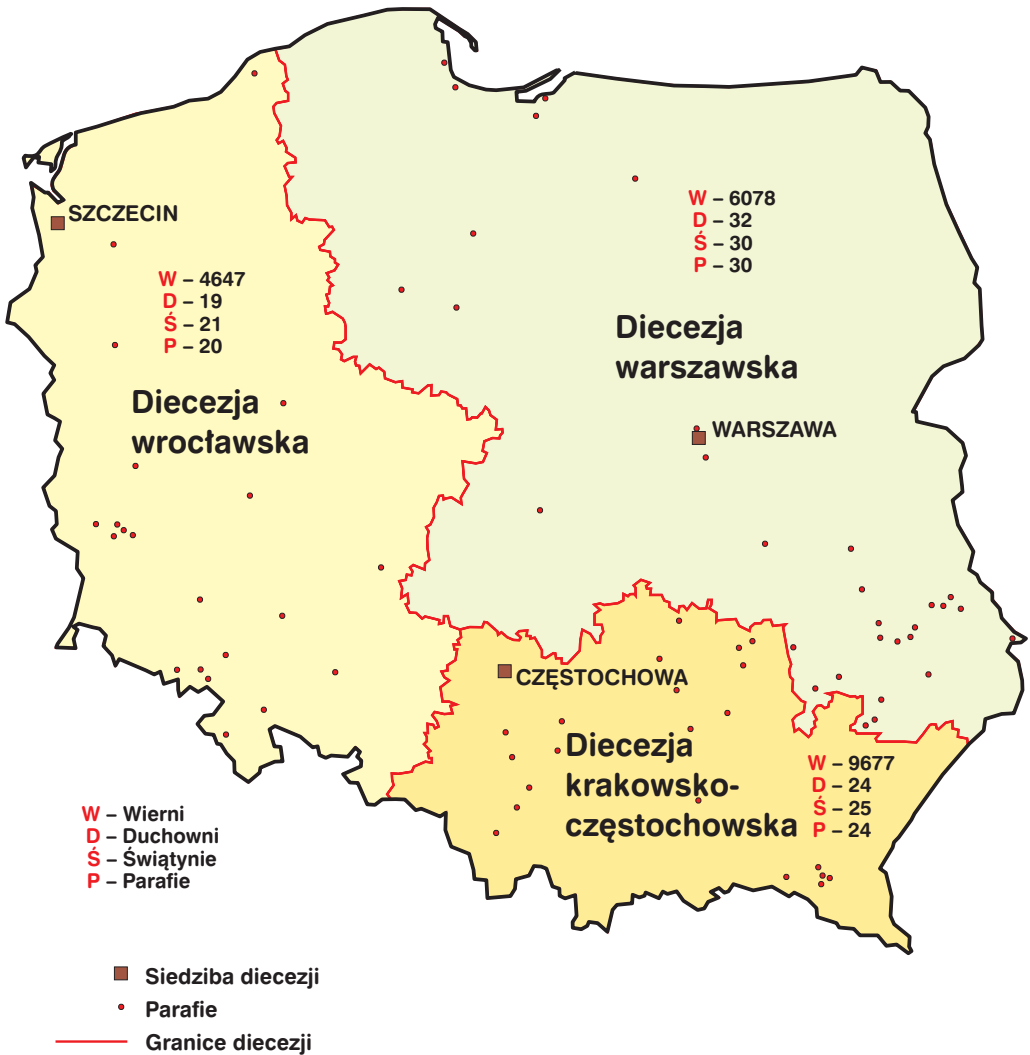 SZCZECIN
W – 4647
D – 19
Ś – 21
P – 20
Diecezja
wrocławska
W – 6078
D – 32
Ś – 30
P – 30
Diecezja
warszawska
WARSZAWA
CZĘSTOCHOWA
Diecezja
krakowsko-
częstochowska
W – 9677
D – 24
Ś – 25
P – 24
W – Wierni
D – Duchowni
Ś – Świątynie
P – Parafie
Siedziba diecezji
Parafie
Granice diecezji